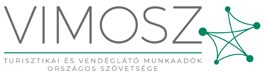 VIMOSZ
TURISZTIKAI ÉS VENDÉGLÁTÓ MUNKAADÓK
ORSZÁGOS SZÖVETSÉGE